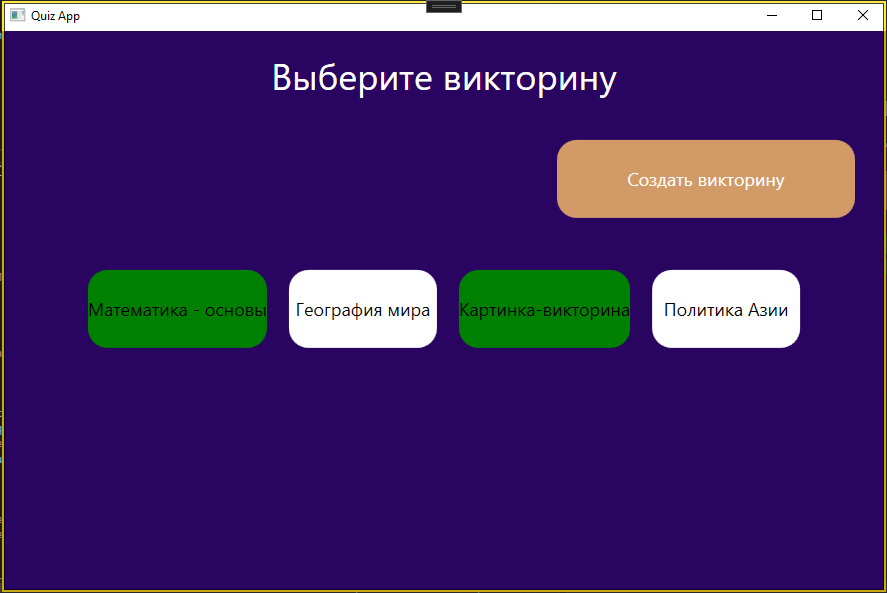 Quiz App
Выберите викторину
Создать викторину
Математика - основы
География мира
Картинка-викторина
Политика Азии